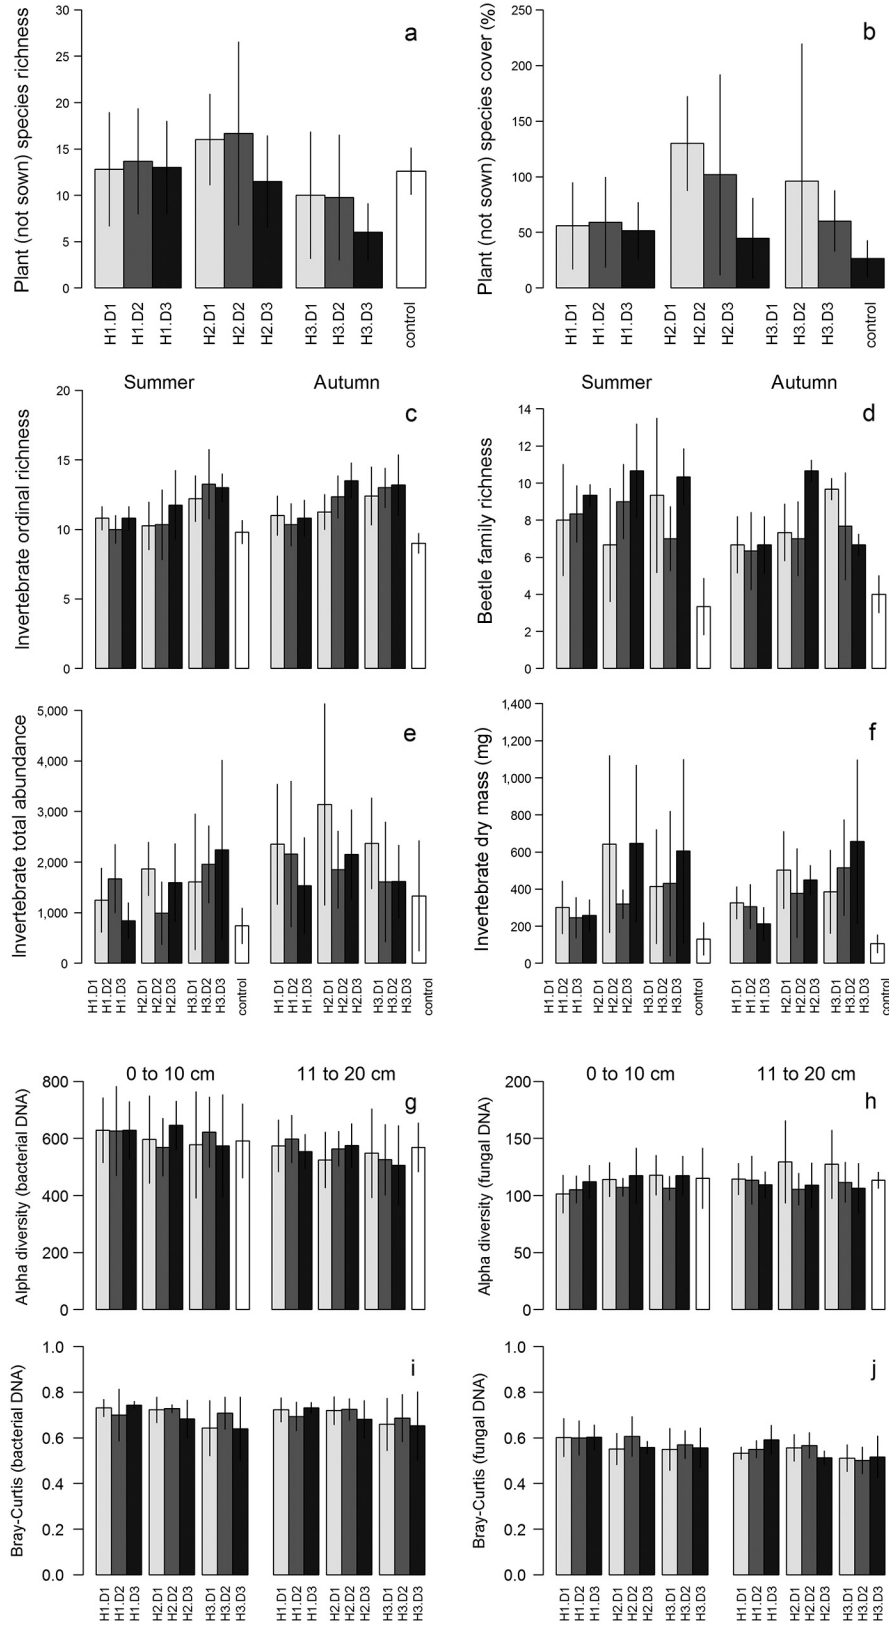 a
Plant (not sown) species richness
30
25
20
15
10
5
0
H1.D1
H1.D2
H1.D3
H2.D1
H2.D2
H2.D3
H3.D1
H3.D2
H3.D3
control
b
Plant (not sown) species cover (%)
250
200
150
100
50
0
H1.D1
H1.D2
H1.D3
H2.D1
H2.D2
H2.D3
H3.D1
H3.D2
H3.D3
control
Summer Autumn
c
Invertebrate ordinal richness
20
15
10
5
0
Summer Autumn
d
Beetle family richness
14
12
10
8
6
4
2
0
e
Invertebrate total abundance
5,000
4,000
3,000
2,000
1,000
0
H1.D1
H1.D2
H1.D3
H2.D1
H2.D2
H2.D3
H3.D1
H3.D2
H3.D3
control
H1.D1
H1.D2
H1.D3
H2.D1
H2.D2
H2.D3
H3.D1
H3.D2
H3.D3
control
f
Invertebrate dry mass (mg)
1,400
1,200
1,000
800
600
400
200
0
H1.D1
H1.D2
H1.D3
H2.D1
H2.D2
H2.D3
H3.D1
H3.D2
H3.D3
control
H1.D1
H1.D2
H1.D3
H2.D1
H2.D2
H2.D3
H3.D1
H3.D2
H3.D3
control
0 to 10 cm 11 to 20 cm
g
Alpha diversity (bacterial DNA)
800
600
400
200
0
0 to 10 cm 11 to 20 cm
h
Alpha diversity (fungal DNA)
200
150
100
50
0
i
Bray-Curtis (bacterial DNA)
1.0
0.8
0.6
0.4
0.2
0.0
H1.D1
H1.D2
H1.D3
H2.D1
H2.D2
H2.D3
H3.D1
H3.D2
H3.D3
H1.D1
H1.D2
H1.D3
H2.D1
H2.D2
H2.D3
H3.D1
H3.D2
H3.D3
j
Bray-Curtis (fungal DNA)
1.0
0.8
0.6
0.4
0.2
0.0
H1.D1
H1.D2
H1.D3
H2.D1
H2.D2
H2.D3
H3.D1
H3.D2
H3.D3
H1.D1
H1.D2
H1.D3
H2.D1
H2.D2
H2.D3
H3.D1
H3.D2
H3.D3